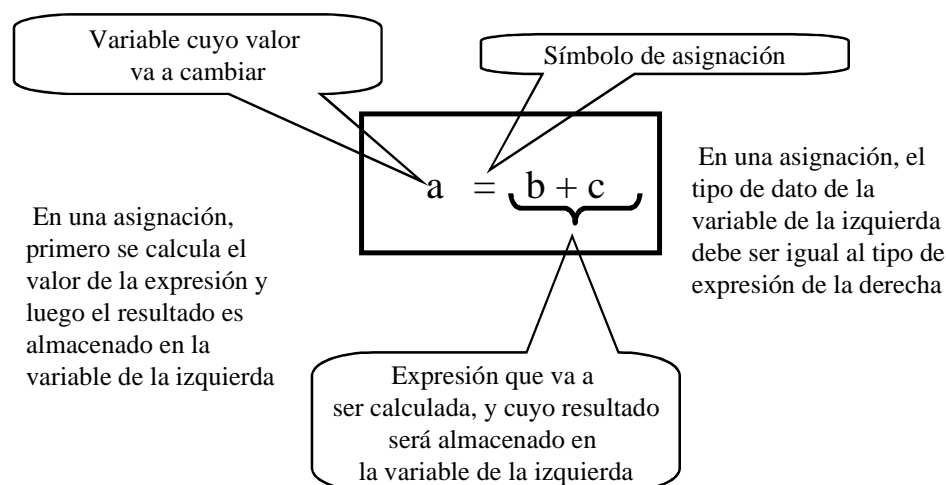 Variable cuyo valor
va a cambiar
Símbolo de asignación
a = b + c
En una asignación,
primero se calcula el
valor de la expresión y
luego el resultado es
almacenado en la
variable de la izquierda
En una asignación, el
tipo de dato de la
variable de la izquierda
debe ser igual al tipo de
expresión de la derecha
Expresión que va a
ser calculada, y cuyo resultado
será almacenado en
la variable de la izquierda